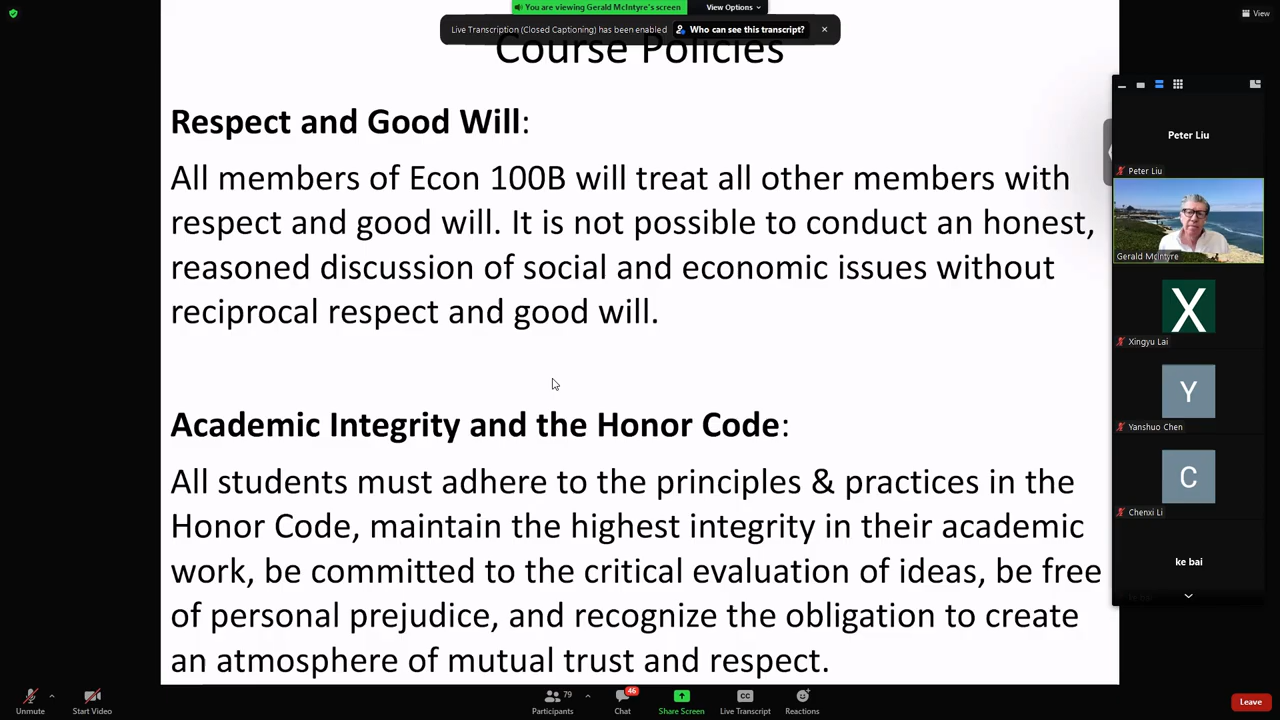 You are viewing Gerald McIntyre's screen
View Options
View
Live Transcription (Closed Captioning) has been enabled
Who can see this transcript?
Course Policies
Respect and Good Will:
All members of Econ 100B will treat all other members with
respect and good will. It is not possible to conduct an honest,
reasoned discussion of social and economic issues without
reciprocal respect and good will.
Academic Integrity and the Honor Code:
All students must adhere to the principles & practices in the
Honor Code, maintain the highest integrity in their academic
work, be committed to the critical evaluation of ideas, be free
of personal prejudice, and recognize the obligation to create
an atmosphere of mutual trust and respect.
Peter Liu
Peter Liu
Gerald McIntyre
X
Xingyu Lai
Y
Yanshuo Chen
C
Chenxi Li
ke bai
Unmute
Start Video
79
Participants
46
Chat
Share Screen
CC
Live Transcript
Reactions
Leave